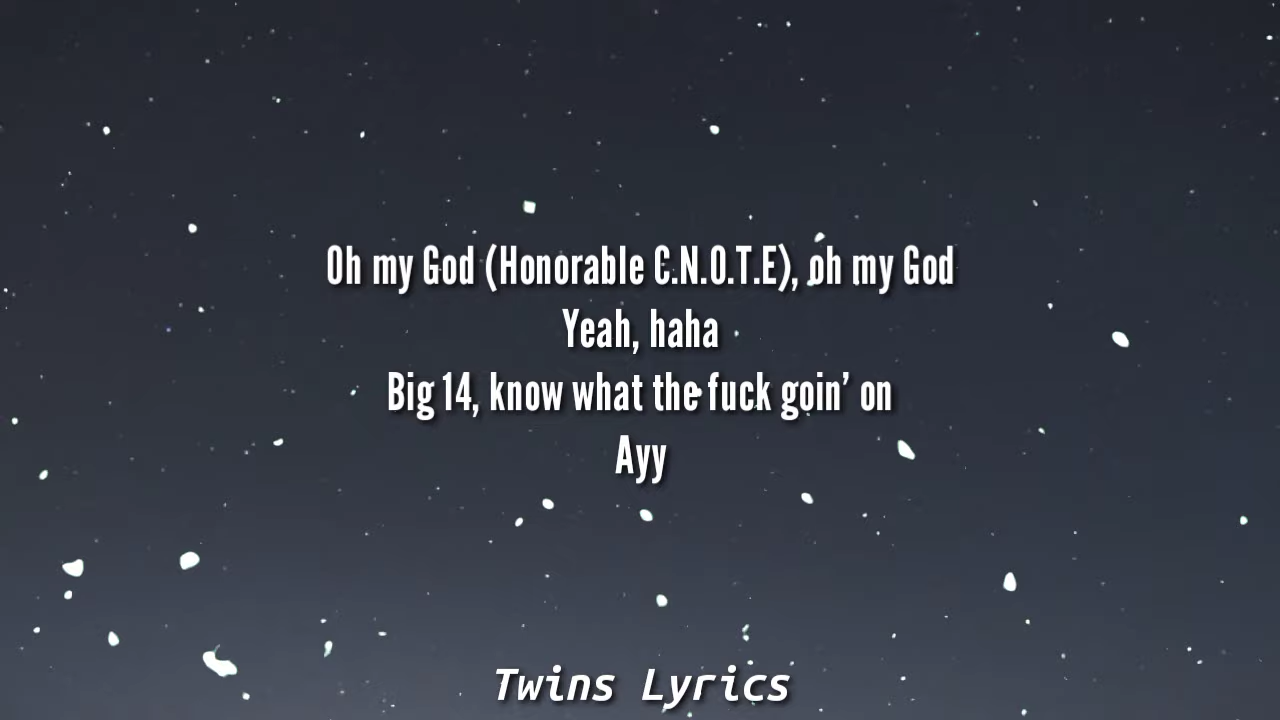 Oh my God (Honorable C.N.O.T.E), oh my God
Yeah, haha
Big 14, know what the fuck goin’ on
Ayy
Twins Lyrics